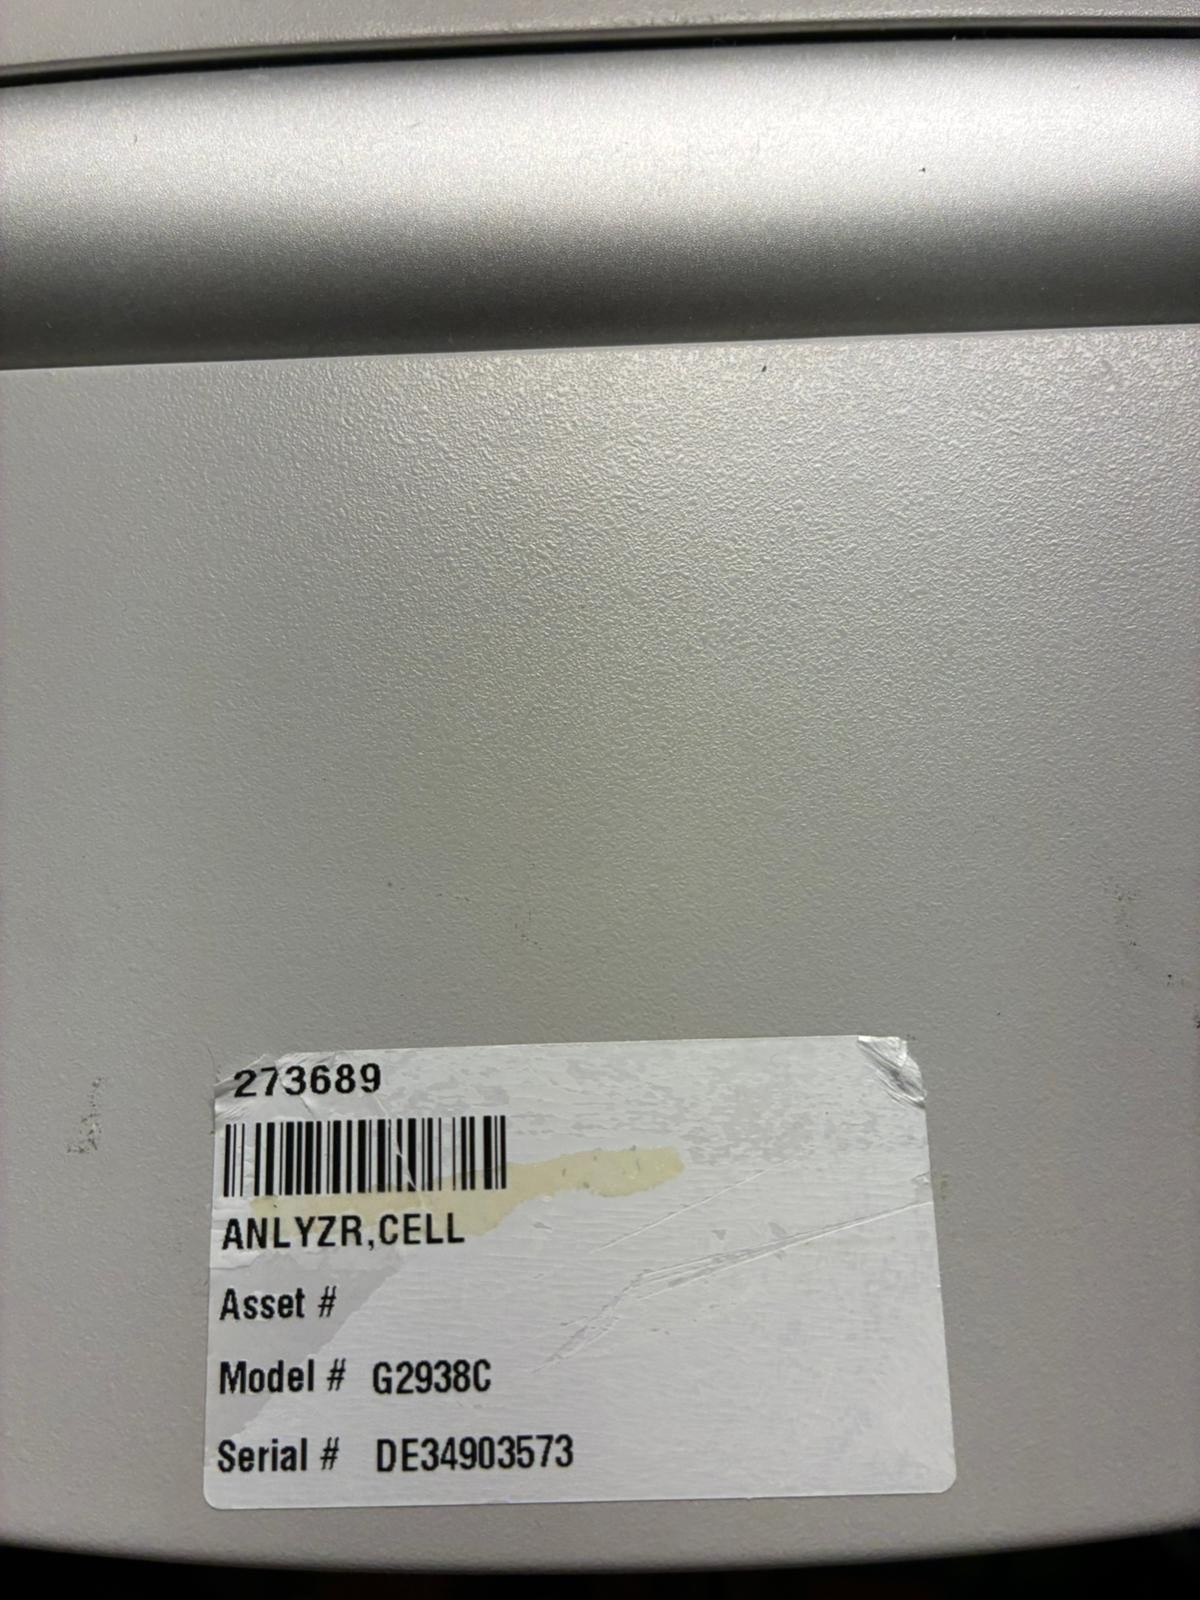 273689
ANLYZR,CELL
Asset #
Model # G2938C
Serial # DE34903573